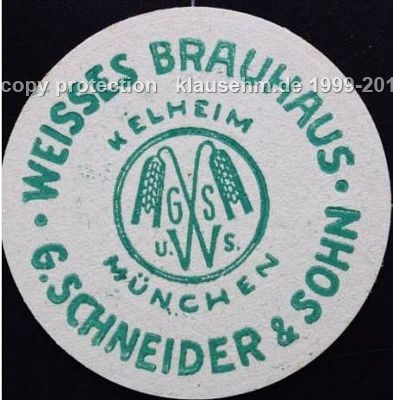 WEISSES BRAUHAUS ·
G. SCHNEIDER & SOHN ·
KELHEIM
G S
U. W S.
MÜNCHEN
copy protection klausehm.de 1999-201